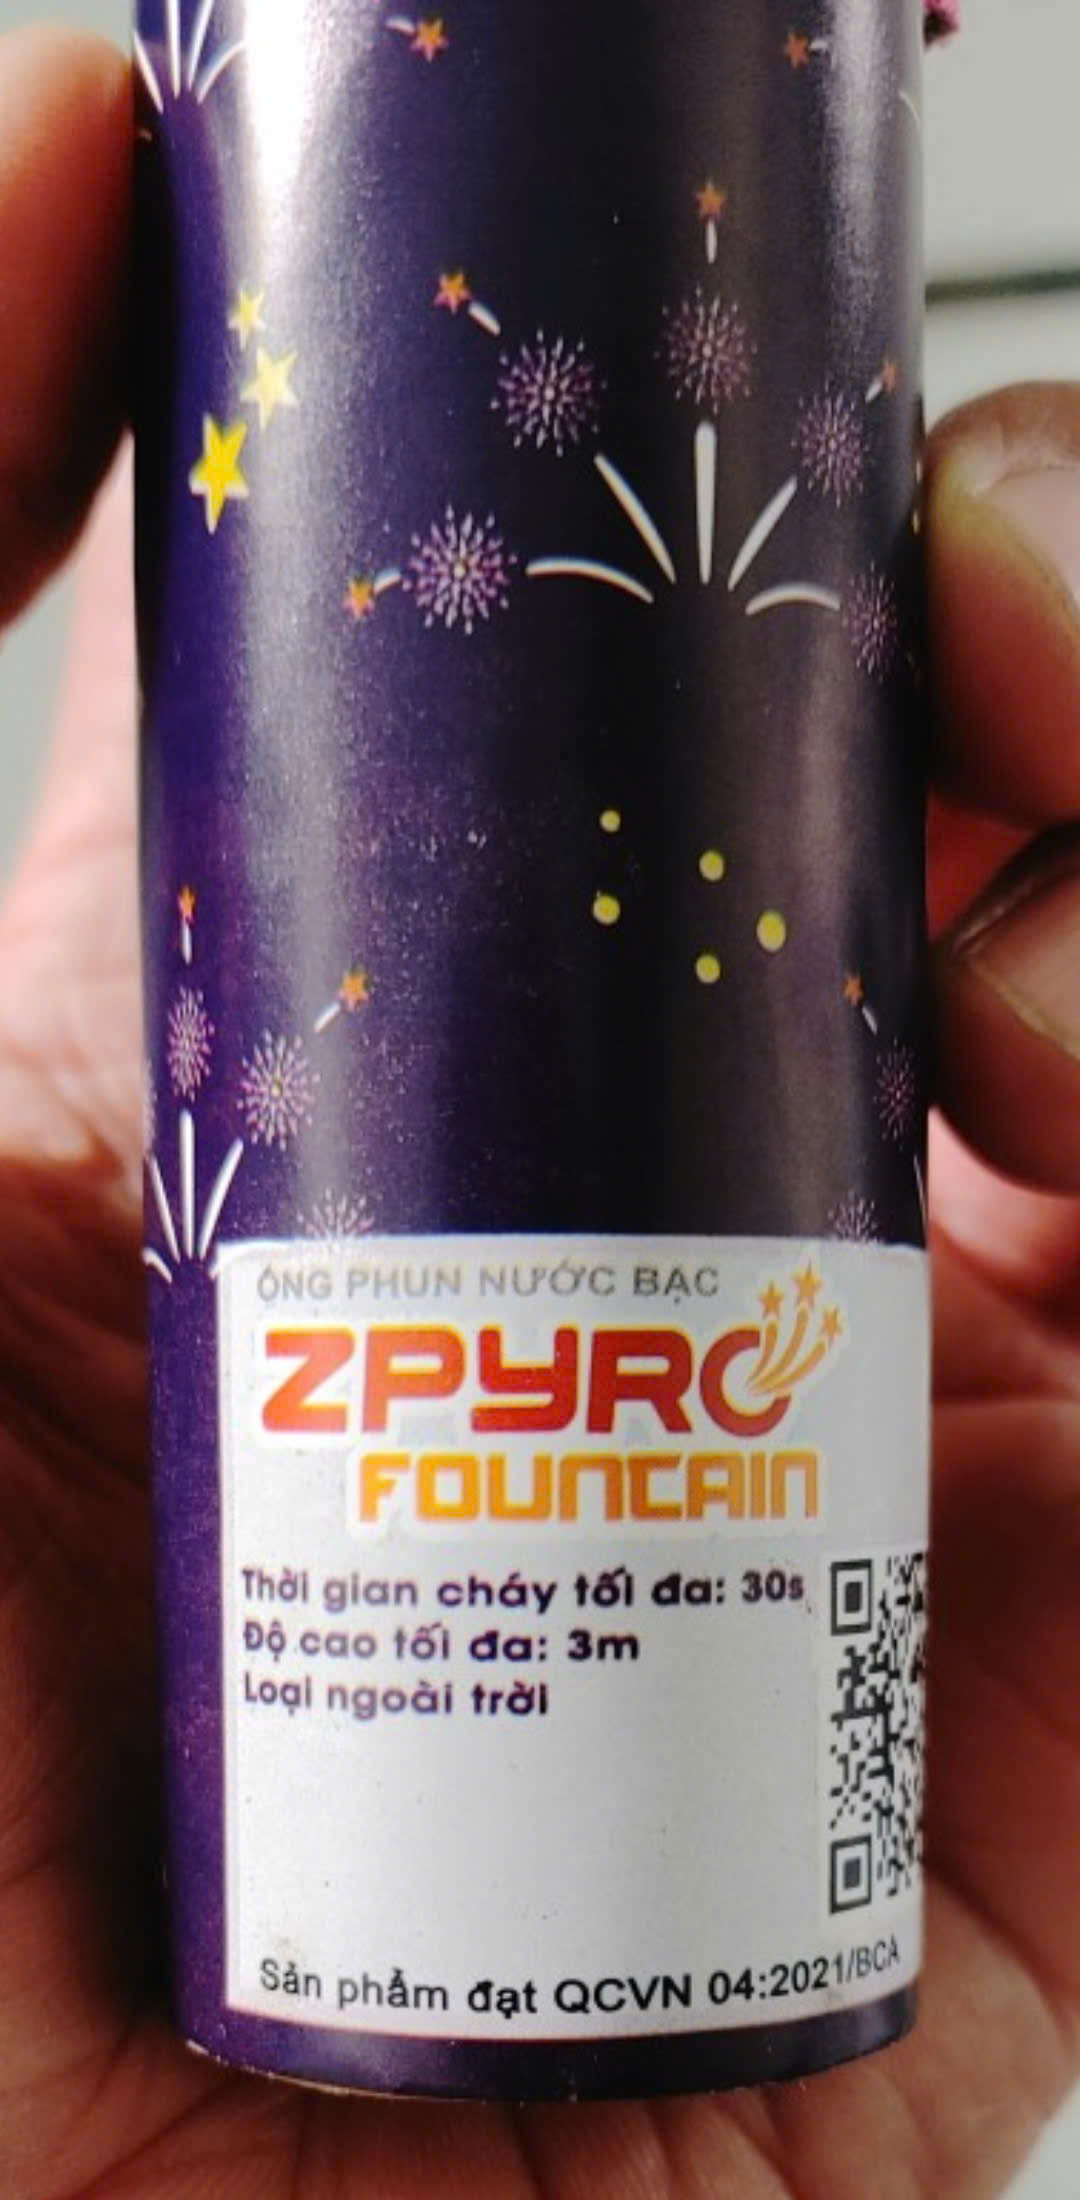 ỐNG PHUN NƯỚC BẠC
ZPYRO
FOUNTAIN
Thời gian cháy tối đa: 30s
Độ cao tối đa: 3m
Loại ngoài trời
Sản phẩm đạt QCVN 04:2021/BCA